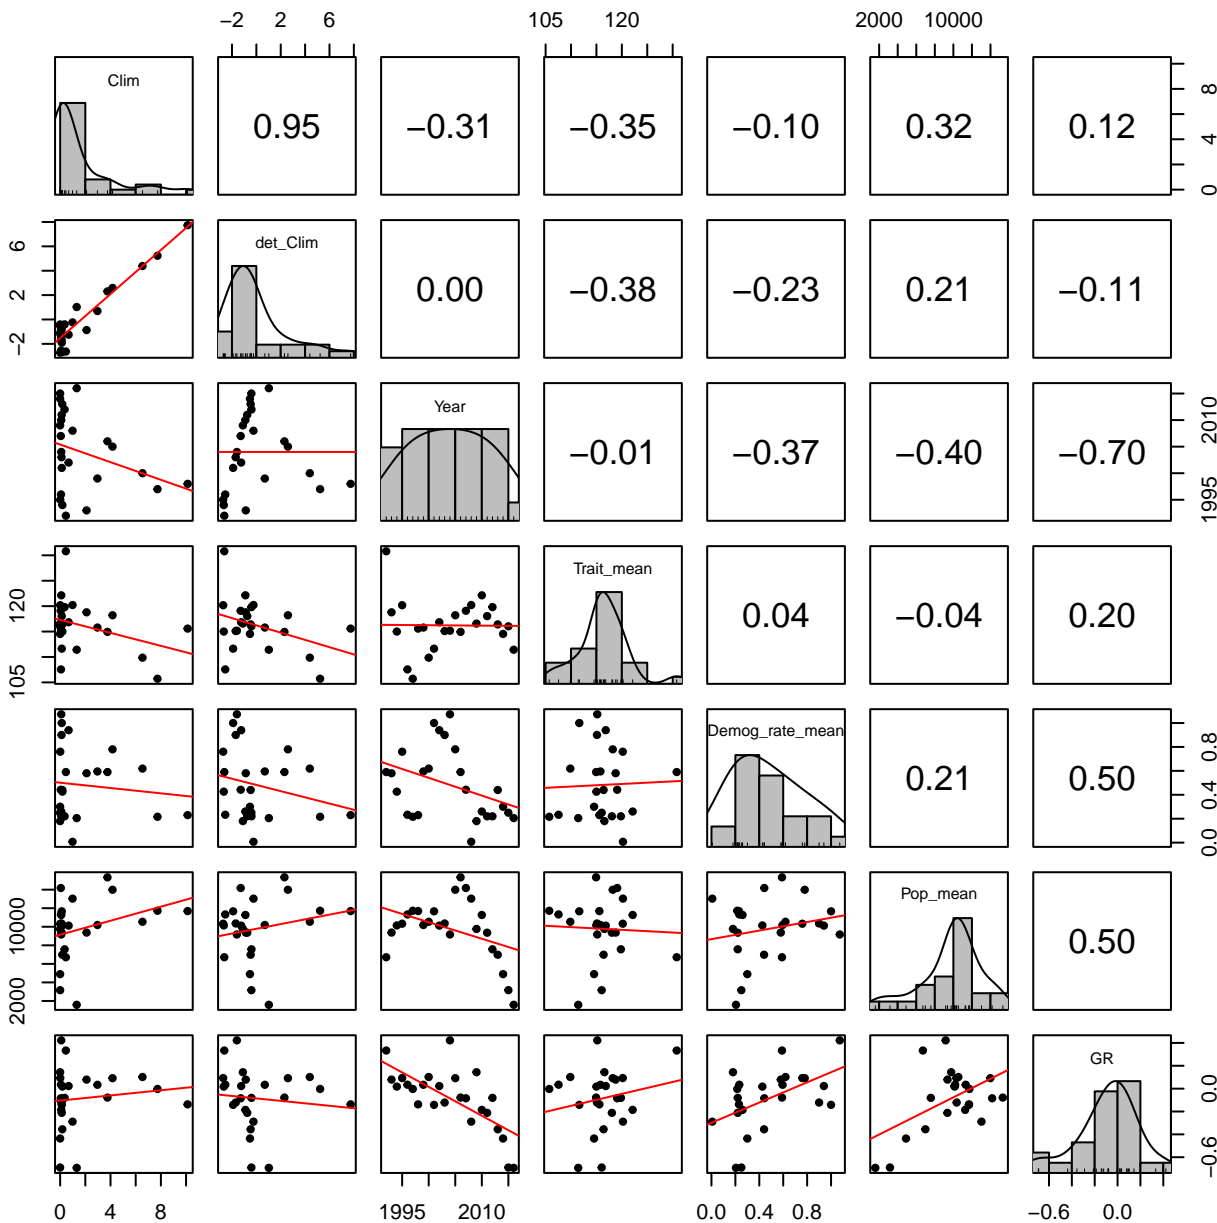 −2 2 6 105 120 2000 10000
Clim 0.95 −0.31 −0.35 −0.10 0.32 0.12 0 4 8
−2 2 6 det_Clim 0.00 −0.38 −0.23 0.21 −0.11
Year −0.01 −0.37 −0.40 −0.70 1995 2010
105 120 Trait_mean 0.04 −0.04 0.20
Demog_rate_mean 0.21 0.50 0.0 0.4 0.8
2000 10000 Pop_mean 0.50
GR −0.6 0.0
0 4 8 1995 2010 0.0 0.4 0.8 −0.6 0.0